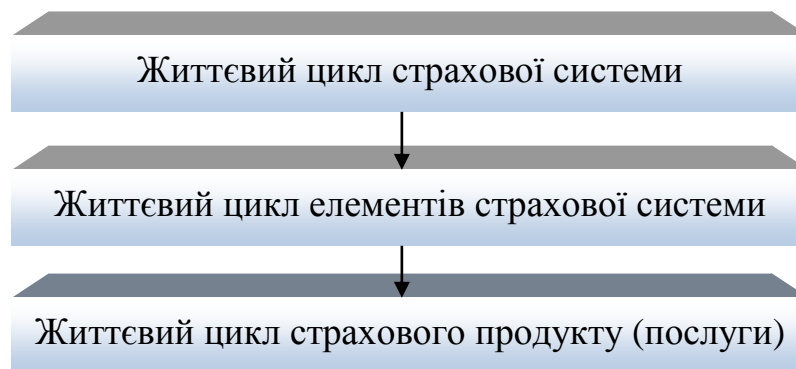 Життєвий цикл страхової системи
Життєвий цикл елементів страхової системи
Життєвий цикл страхового продукту (послуги)